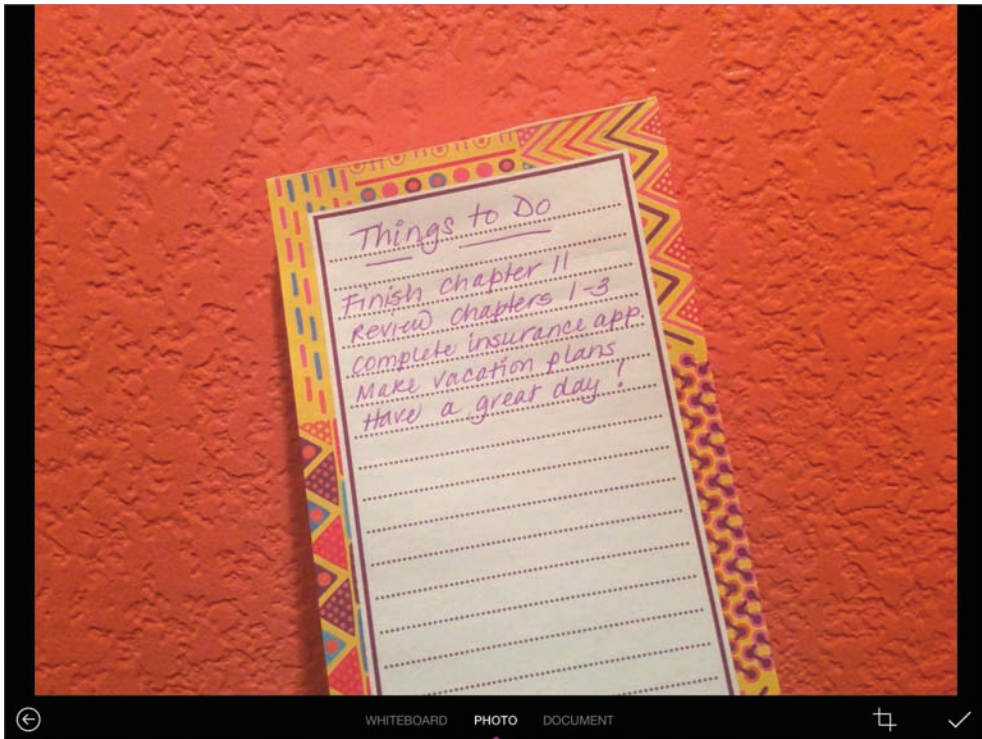 Things to Do
Finish chapter 11
Review chapters 1-3
complete insurance app.
Make vacation plans
Have a great day!
WHITEBOARD PHOTO DOCUMENT